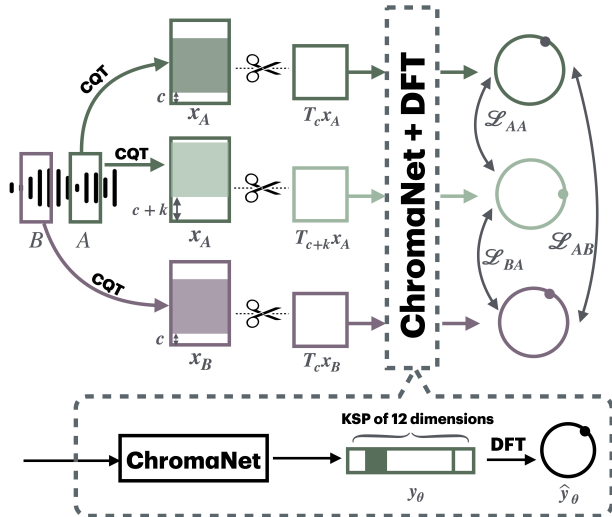 CQT
c
x_A
T_c x_A
ℒ_AA
CQT
c + k
x_A
T_{c+k} x_A
B
A
ChromaNet + DFT
ℒ_BA
ℒ_AB
CQT
c
x_B
T_c x_B
KSP of 12 dimensions
ChromaNet
DFT
y_θ
ŷ_θ